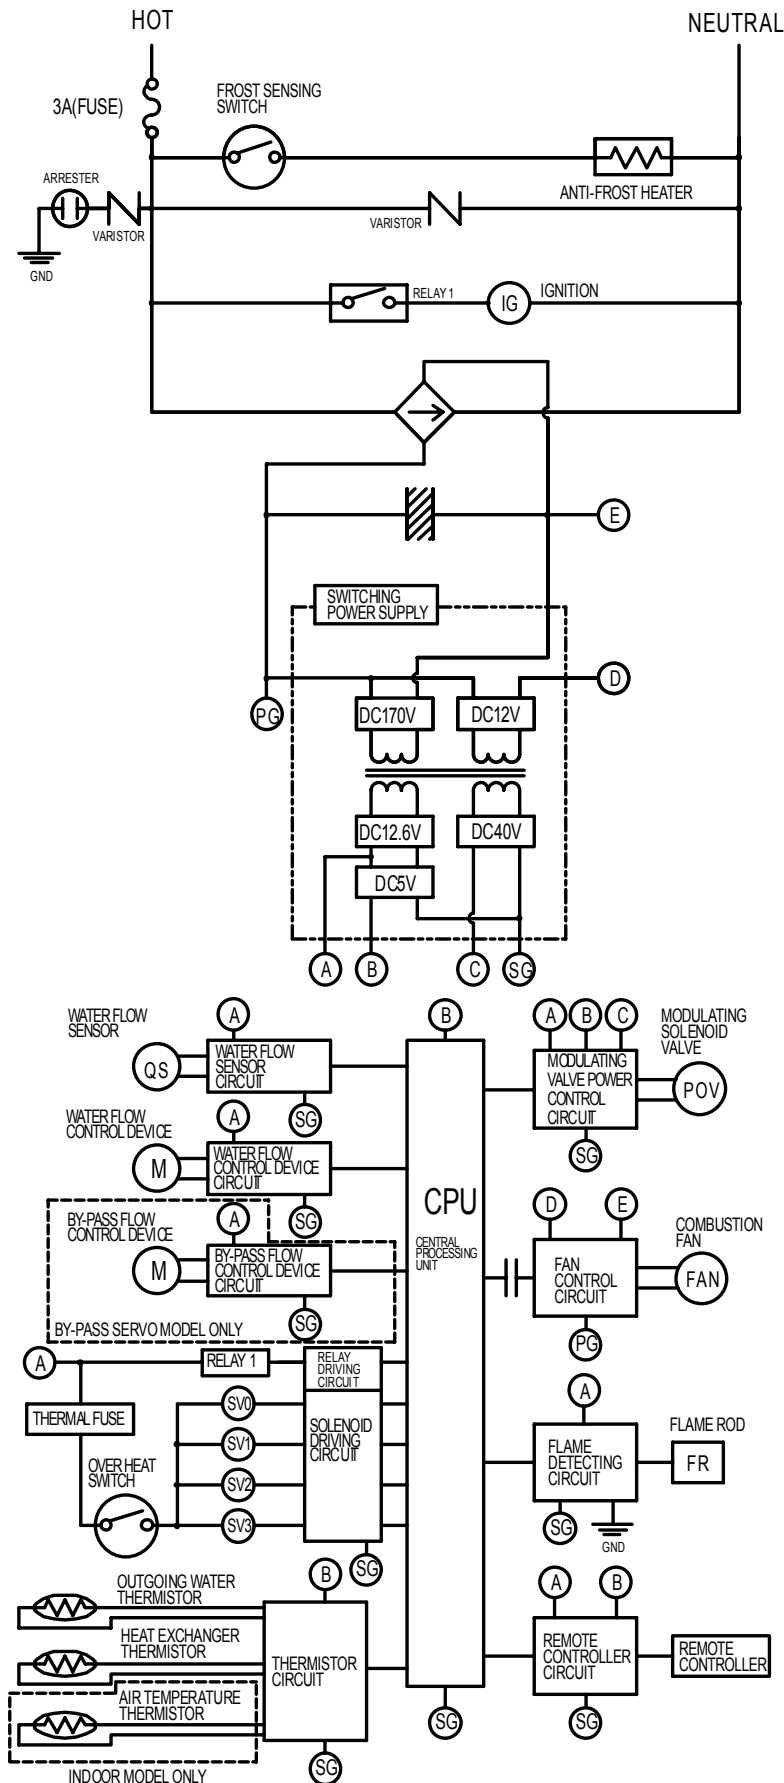 HOT
NEUTRAL
3A(FUSE)
FROST SENSING
SWITCH
ARRESTER
VARISTOR
GND
ANTI-FROST HEATER
VARISTOR
RELAY 1
IG
IGNITION
E
SWITCHING
POWER SUPPLY
D
PG
DC170V
DC12V
DC12.6V
DC40V
DC5V
A
B
C
SG
WATER FLOW
SENSOR
QS
A
WATER FLOW
SENSOR
CIRCUIT
SG
WATER FLOW
CONTROL DEVICE
M
A
WATER FLOW
CONTROL DEVICE
CIRCUIT
SG
BY-PASS FLOW
CONTROL DEVICE
M
A
BY-PASS FLOW
CONTROL DEVICE
CIRCUIT
SG
BY-PASS SERVO MODEL ONLY
B
CPU
CENTRAL
PROCESSING
UNIT
SG
A
B
C
MODULATING
VALVE POWER
CONTROL
CIRCUIT
SG
MODULATING
SOLENOID
VALVE
POV
D
E
FAN
CONTROL
CIRCUIT
PG
COMBUSTION
FAN
FAN
A
RELAY 1
RELAY
DRIVING
CIRCUIT
THERMAL FUSE
OVER HEAT
SWITCH
SV0
SV1
SV2
SV3
SOLENOID
DRIVING
CIRCUIT
SG
A
FLAME
DETECTING
CIRCUIT
SG
GND
FLAME ROD
FR
OUTGOING WATER
THERMISTOR
HEAT EXCHANGER
THERMISTOR
AIR TEMPERATURE
THERMISTOR
INDOOR MODEL ONLY
B
THERMISTOR
CIRCUIT
SG
A
B
REMOTE
CONTROLLER
CIRCUIT
SG
REMOTE
CONTROLLER